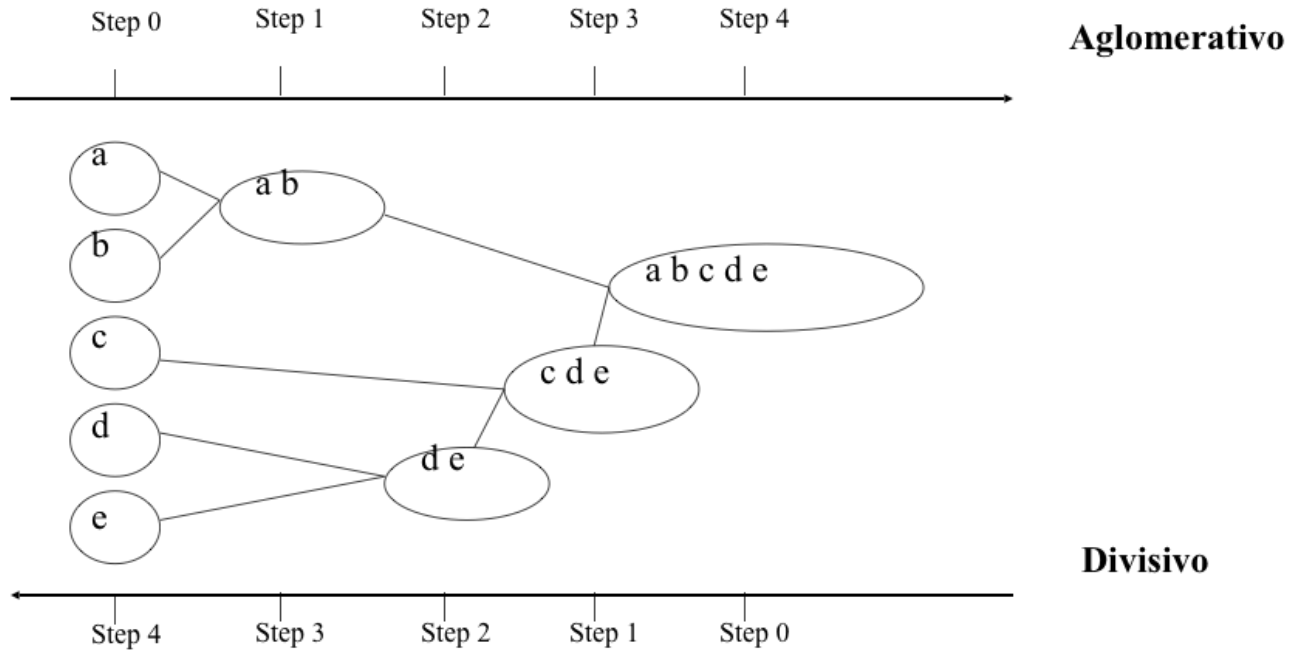 Step 0 Step 1 Step 2 Step 3 Step 4
Aglomerativo
a
a b
b
a b c d e
c
c d e
d
d e
e
Divisivo
Step 4 Step 3 Step 2 Step 1 Step 0